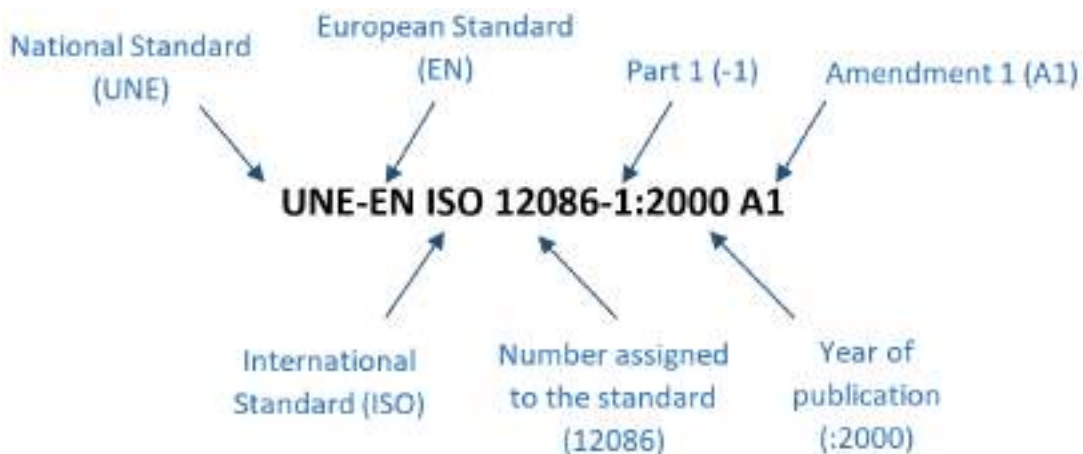 National Standard
(UNE)
European Standard
(EN)
Part 1 (-1)
Amendment 1 (A1)
UNE-EN ISO 12086-1:2000 A1
International
Standard (ISO)
Number assigned
to the standard
(12086)
Year of
publication
(:2000)